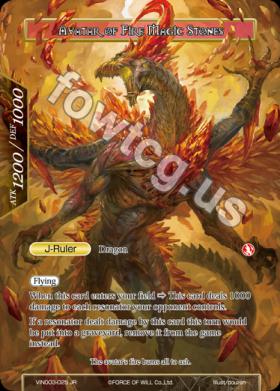 Avatar of Fire Magic Stones
ATK 1200 / DEF 1000
fowtcg.us
J-Ruler Dragon
Flying
When this card enters your field ⇒ This card deals 1000
damage to each resonator your opponent controls.
If a resonator dealt damage by this card this turn would
be put into a graveyard, remove it from the game
instead.
The avatar's fire burns all to ash.
VIN003-025 JR ©FORCE OF WILL Co.,Ltd.